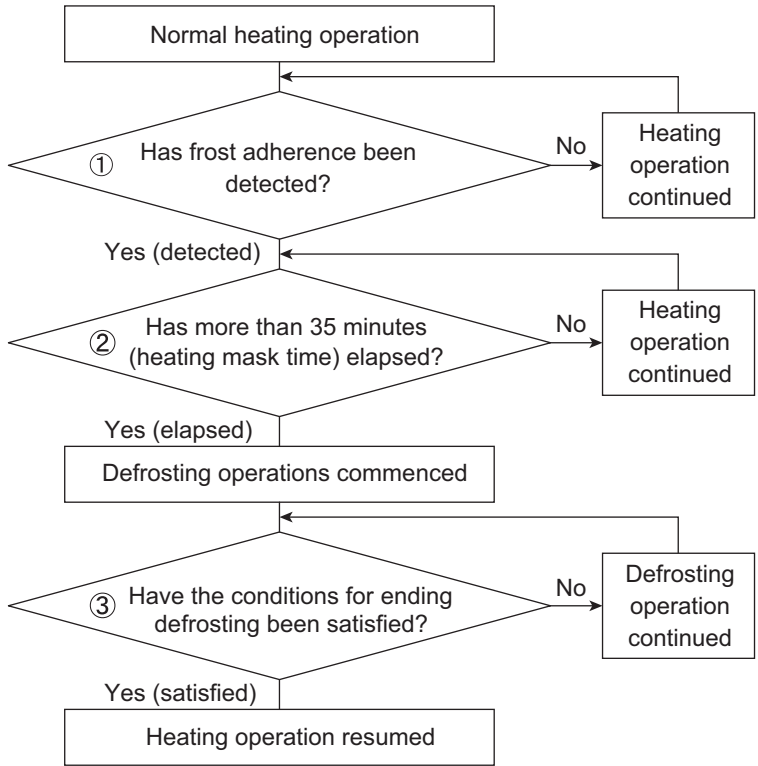 Normal heating operation
① Has frost adherence been
detected?
No
Heating
operation
continued
Yes (detected)
② Has more than 35 minutes
(heating mask time) elapsed?
No
Heating
operation
continued
Yes (elapsed)
Defrosting operations commenced
③ Have the conditions for ending
defrosting been satisfied?
No
Defrosting
operation
continued
Yes (satisfied)
Heating operation resumed